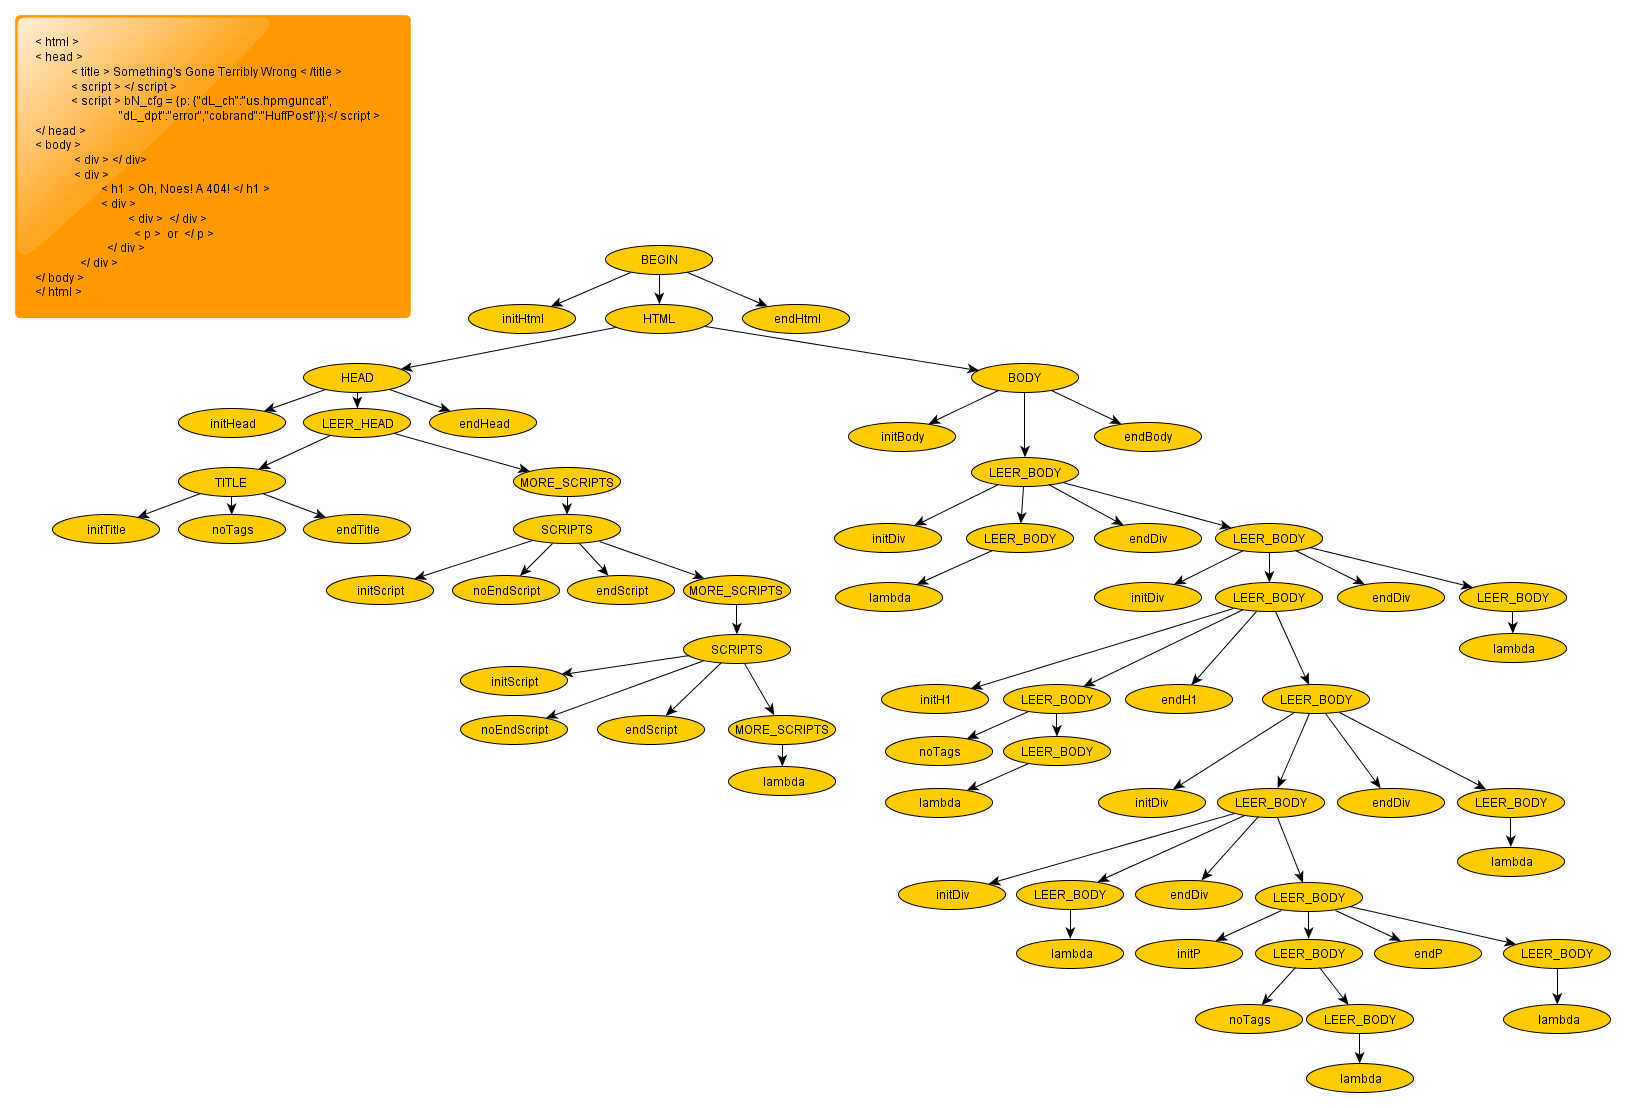 < html >
< head >
< title > Something's Gone Terribly Wrong < /title >
< script > </ script >
< script > bN_cfg = {p: {"dL_ch":"us.hpmguncat",
"dL_dpt":"error","cobrand":"HuffPost"}};</ script >
</ head >
< body >
< div > </ div>
< div >
< h1 > Oh, Noes! A 404! </ h1 >
< div >
< div > </ div >
< p > or </ p >
</ div >
</ div >
</ body >
</ html >
BEGIN
initHtml HTML endHtml
HEAD BODY
initHead LEER_HEAD endHead
initBody endBody
LEER_BODY
TITLE MORE_SCRIPTS
initTitle noTags endTitle SCRIPTS
initDiv LEER_BODY endDiv LEER_BODY
initScript noEndScript endScript MORE_SCRIPTS
lambda initDiv LEER_BODY endDiv LEER_BODY
SCRIPTS lambda
initScript
initH1 LEER_BODY endH1 LEER_BODY
noEndScript endScript MORE_SCRIPTS
noTags LEER_BODY
lambda
lambda initDiv LEER_BODY endDiv LEER_BODY
lambda
initDiv LEER_BODY endDiv LEER_BODY
lambda initP LEER_BODY endP LEER_BODY
noTags LEER_BODY lambda
lambda